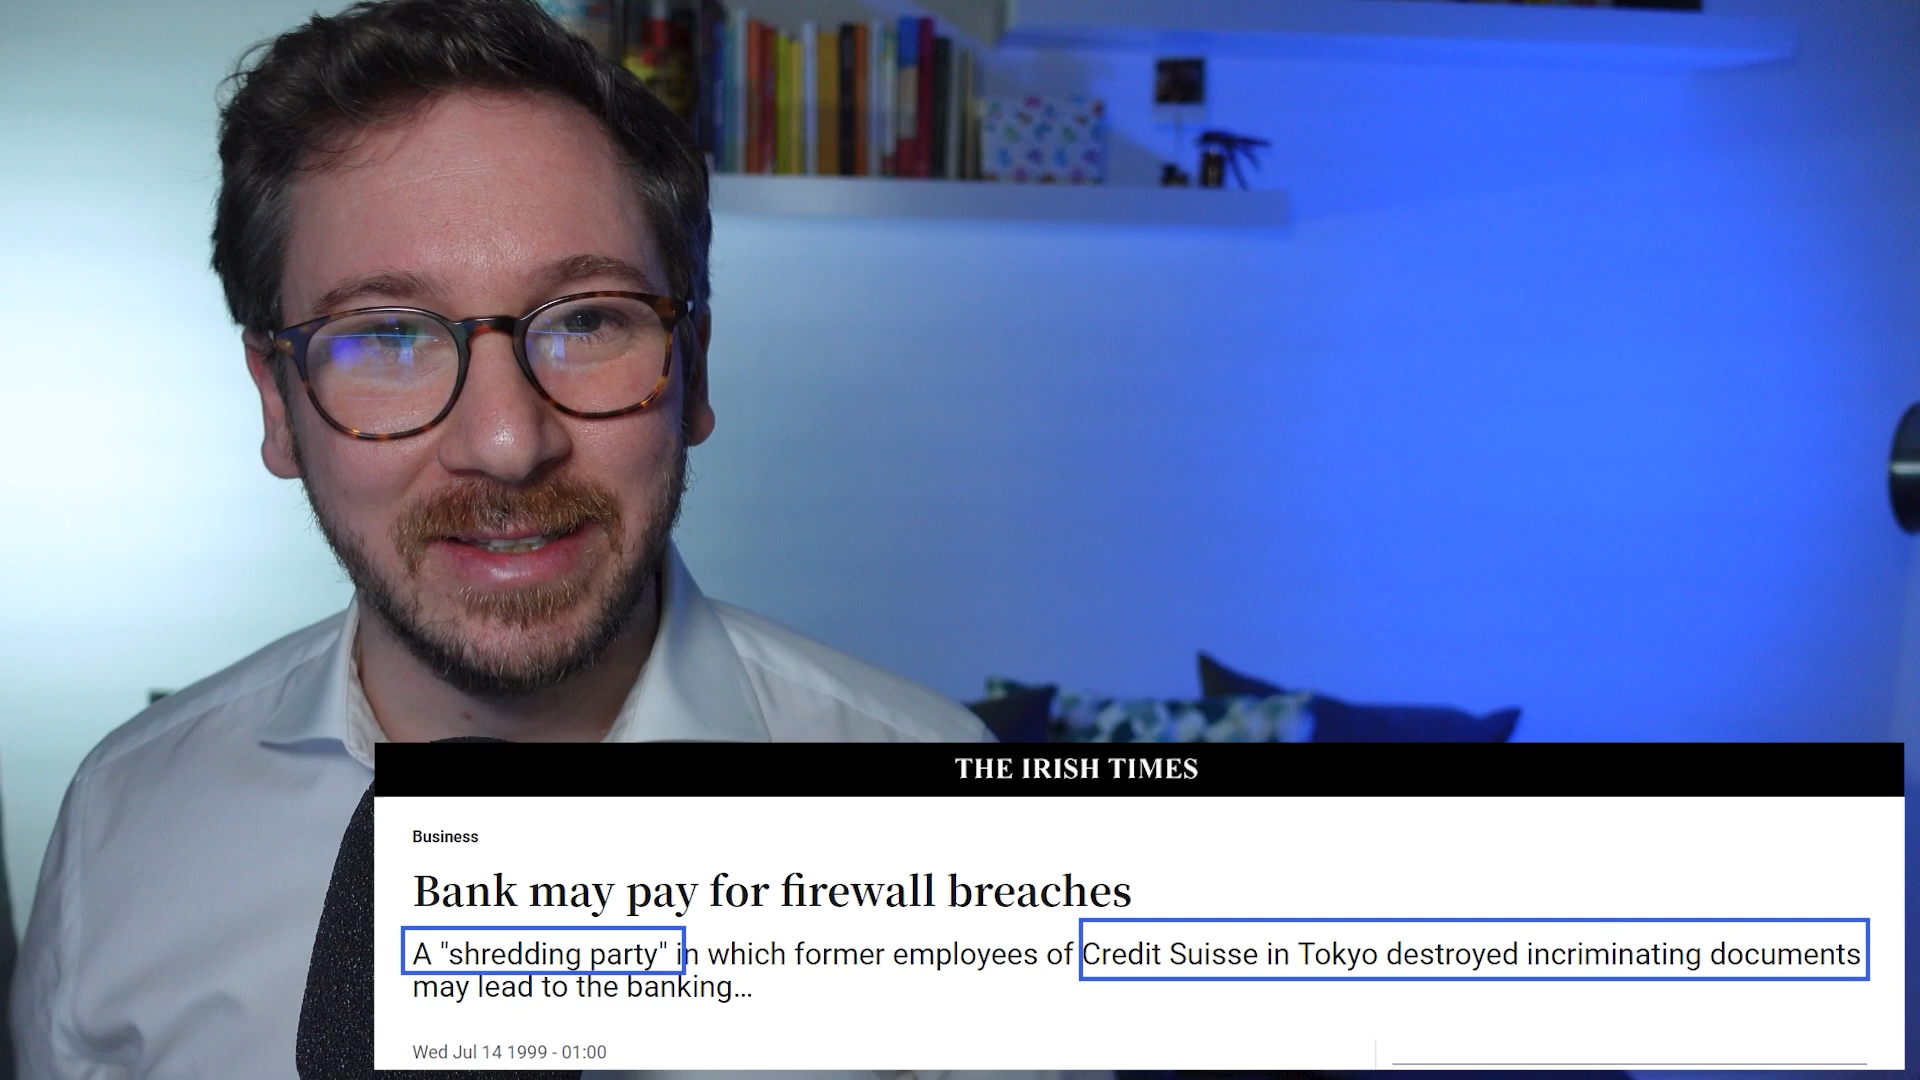 THE IRISH TIMES
Business
Bank may pay for firewall breaches
A "shredding party" in which former employees of Credit Suisse in Tokyo destroyed incriminating documents
may lead to the banking...
Wed Jul 14 1999 - 01:00